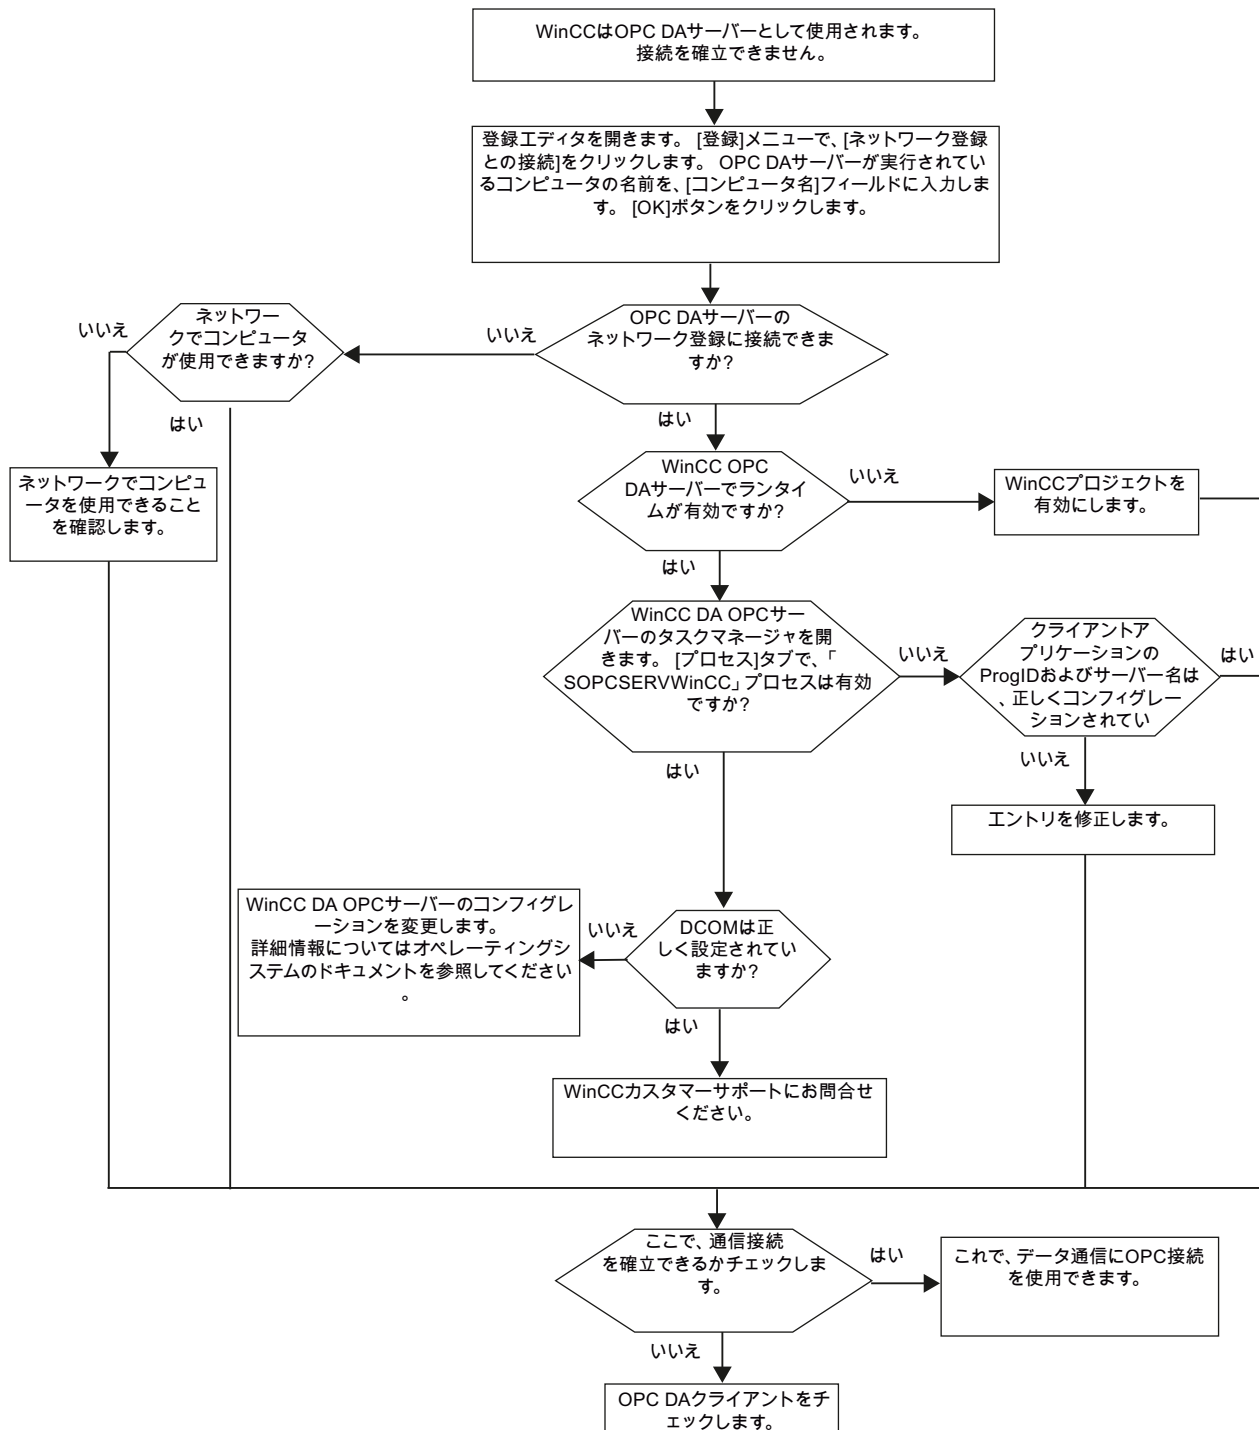 WinCCはOPC DAサーバーとして使用されます。
接続を確立できません。
登録エディタを開きます。 [登録]メニューで、[ネットワーク登録
との接続]をクリックします。 OPC DAサーバーが実行されてい
るコンピュータの名前を、[コンピュータ名]フィールドに入力しま
す。 [OK]ボタンをクリックします。
OPC DAサーバーの
ネットワーク登録に接続できま
すか?
いいえ
ネットワー
クでコンピュータ
が使用できますか?
いいえ
はい
はい
ネットワークでコンピュ
ータを使用できること
を確認します。
WinCC OPC
DAサーバーでランタイ
ムが有効ですか?
いいえ
WinCCプロジェクトを
有効にします。
はい
WinCC DA OPCサー
バーのタスクマネージャを開
きます。 [プロセス]タブで、「
SOPCSERVWinCC」プロセスは有効
ですか?
いいえ
クライアントア
プリケーションの
ProgIDおよびサーバー名は
、正しくコンフィグレー
ションされてい
はい
いいえ
はい
エントリを修正します。
WinCC DA OPCサーバーのコンフィグレ
ーションを変更します。
詳細情報についてはオペレーティングシ
ステムのドキュメントを参照してください
。
いいえ
DCOMは正
しく設定されてい
ますか?
はい
WinCCカスタマーサポートにお問合せ
ください。
ここで、通信接続
を確立できるかチェックしま
す。
はい
これで、データ通信にOPC接続
を使用できます。
いいえ
OPC DAクライアントをチ
ェックします。